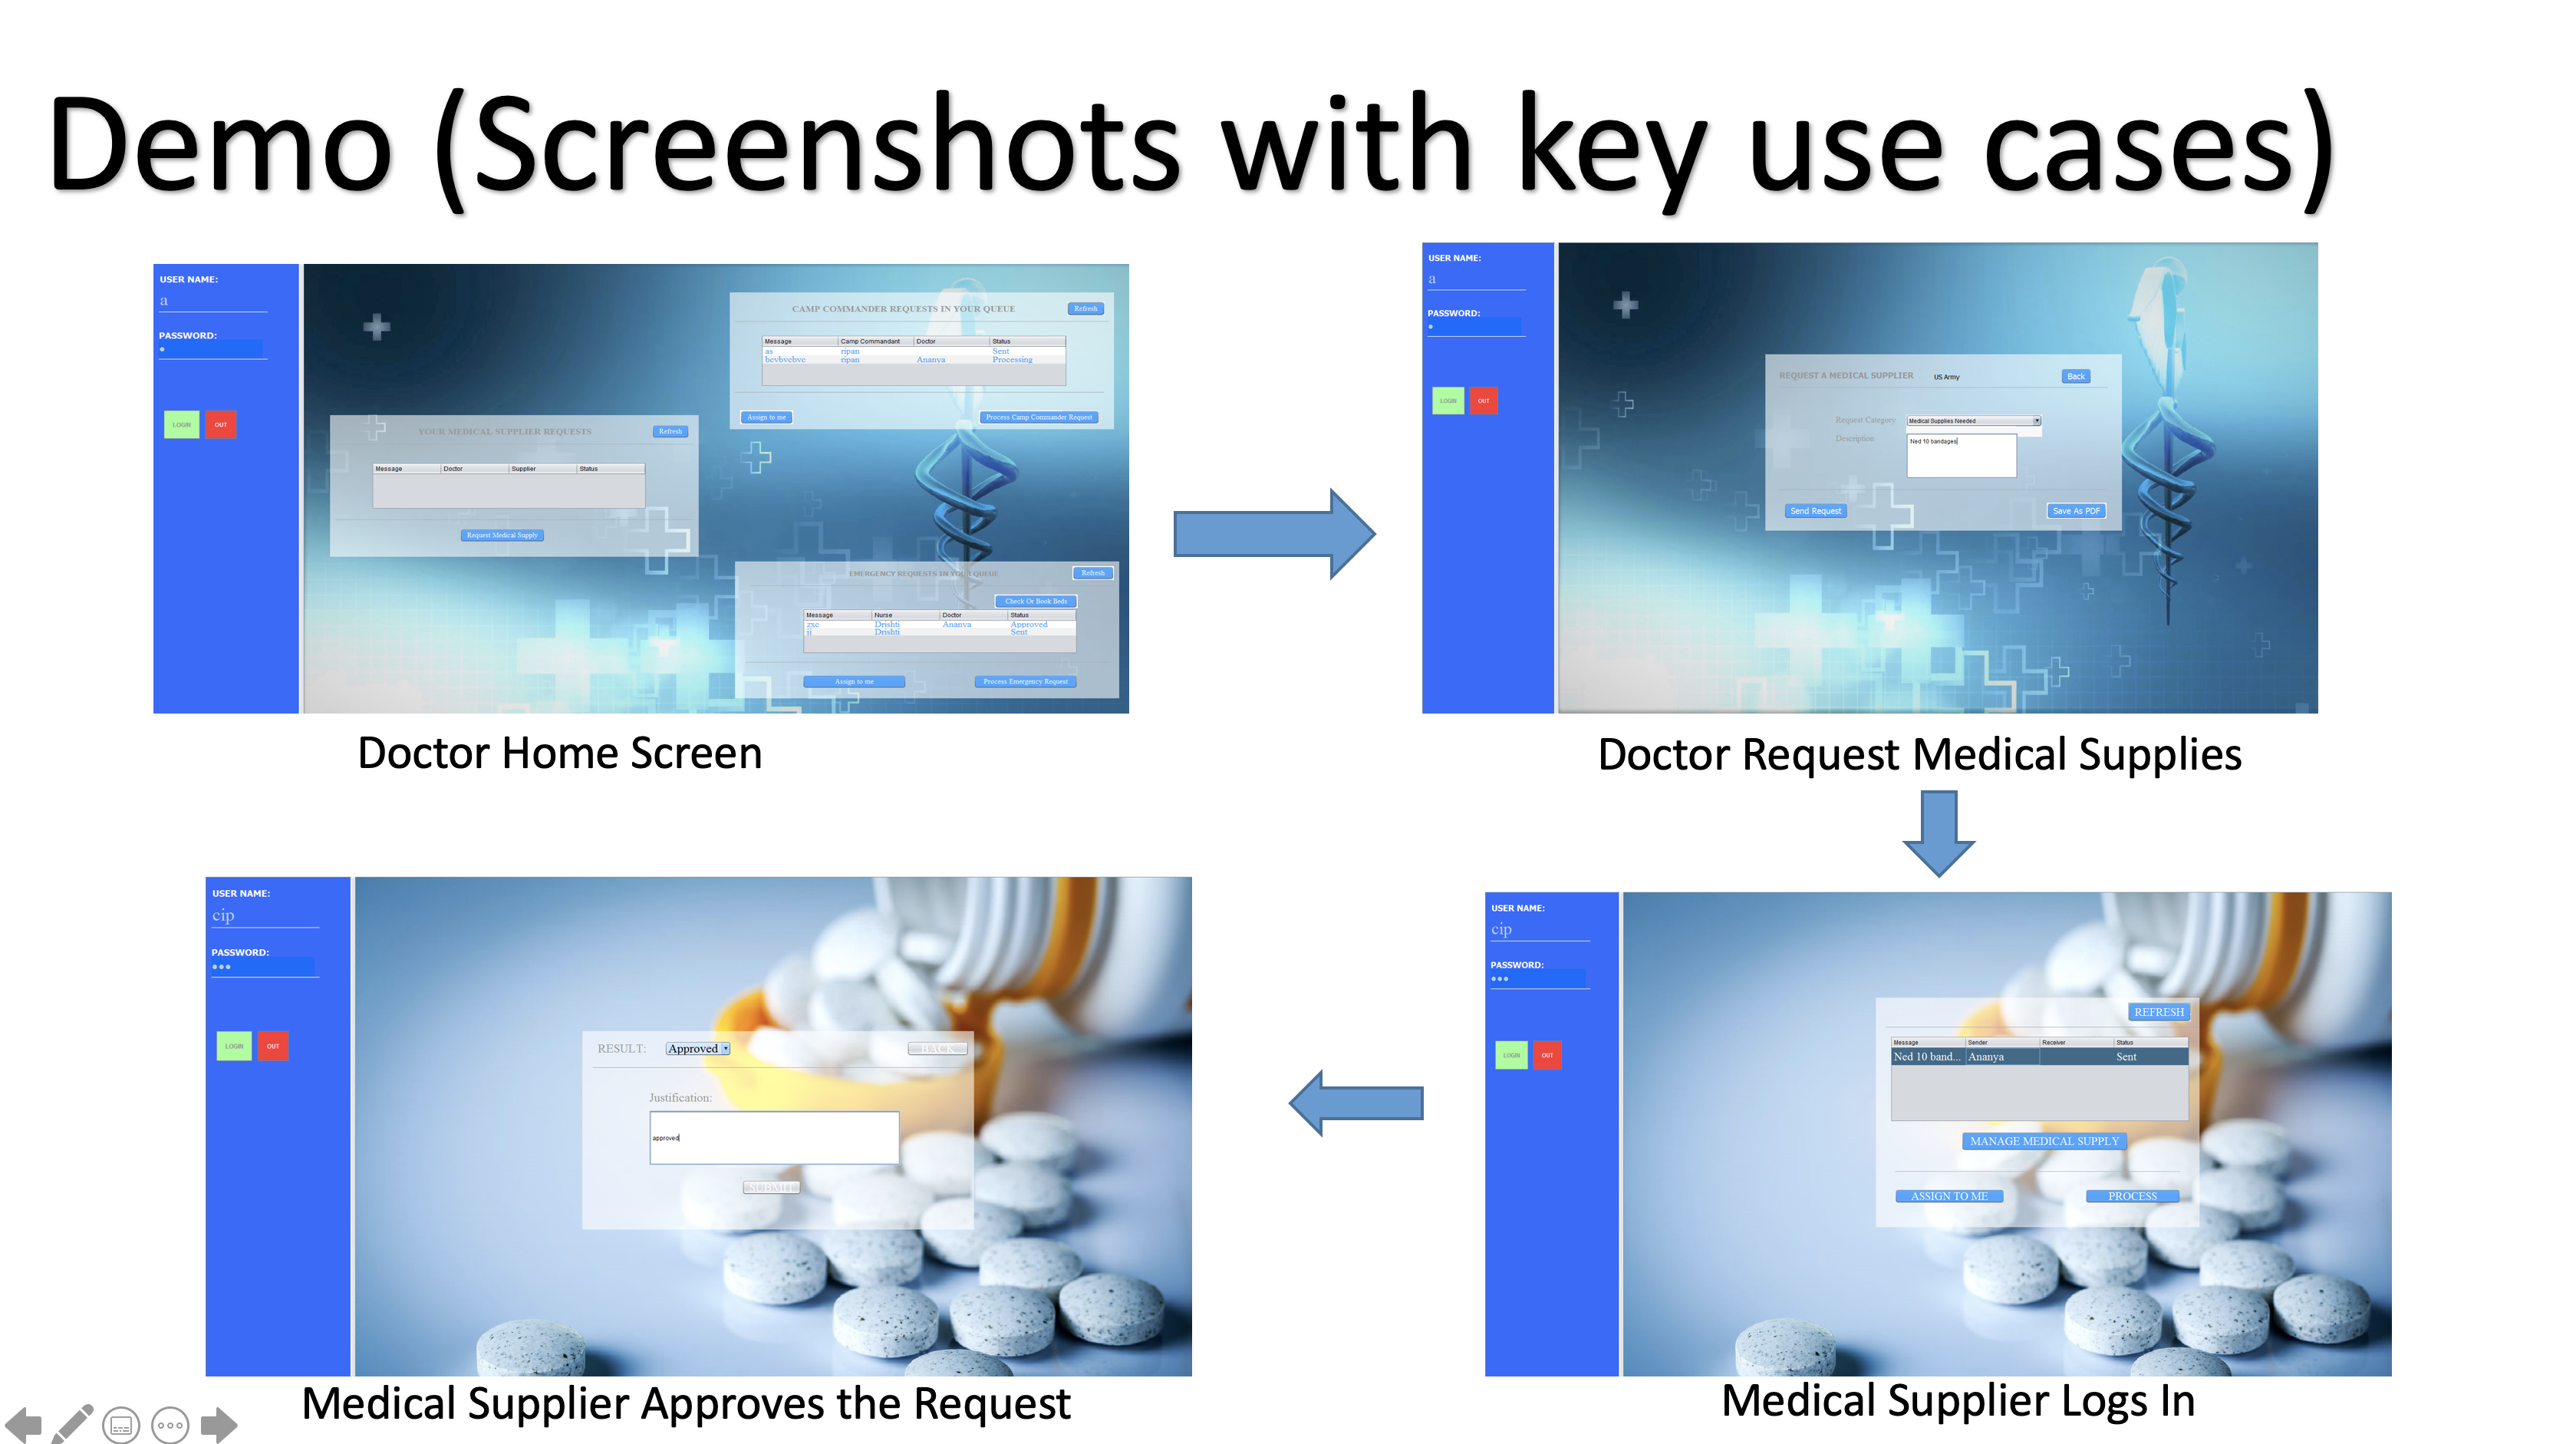 Demo (Screenshots with key use cases)
USER NAME:
a
PASSWORD:
LOGIN OUT
CAMP COMMANDER REQUESTS IN YOUR QUEUE Refresh
Message Camp Commandant Doctor Status
as ripan Sent
bcvbvcbvc ripan Ananya Processing
Assign to me Process Camp Commander Request
YOUR MEDICAL SUPPLIER REQUESTS Refresh
Message Doctor Supplier Status
Request Medical Supply
EMERGENCY REQUESTS IN YOUR QUEUE Refresh
Check Or Book Beds
Message Nurse Doctor Status
zxc Drishti Ananya Approved
jj Drishti Sent
Assign to me Process Emergency Request
Doctor Home Screen
USER NAME:
a
PASSWORD:
LOGIN OUT
REQUEST A MEDICAL SUPPLIER US Army Back
Request Category Medical Supplies Needed
Description Ned 10 bandages
Send Request Save As PDF
Doctor Request Medical Supplies
USER NAME:
cip
PASSWORD:
LOGIN OUT
REFRESH
Message Sender Receiver Status
Ned 10 band... Ananya Sent
MANAGE MEDICAL SUPPLY
ASSIGN TO ME PROCESS
Medical Supplier Logs In
USER NAME:
cip
PASSWORD:
LOGIN OUT
RESULT: Approved BACK
Justification:
approved
SUBMIT
Medical Supplier Approves the Request